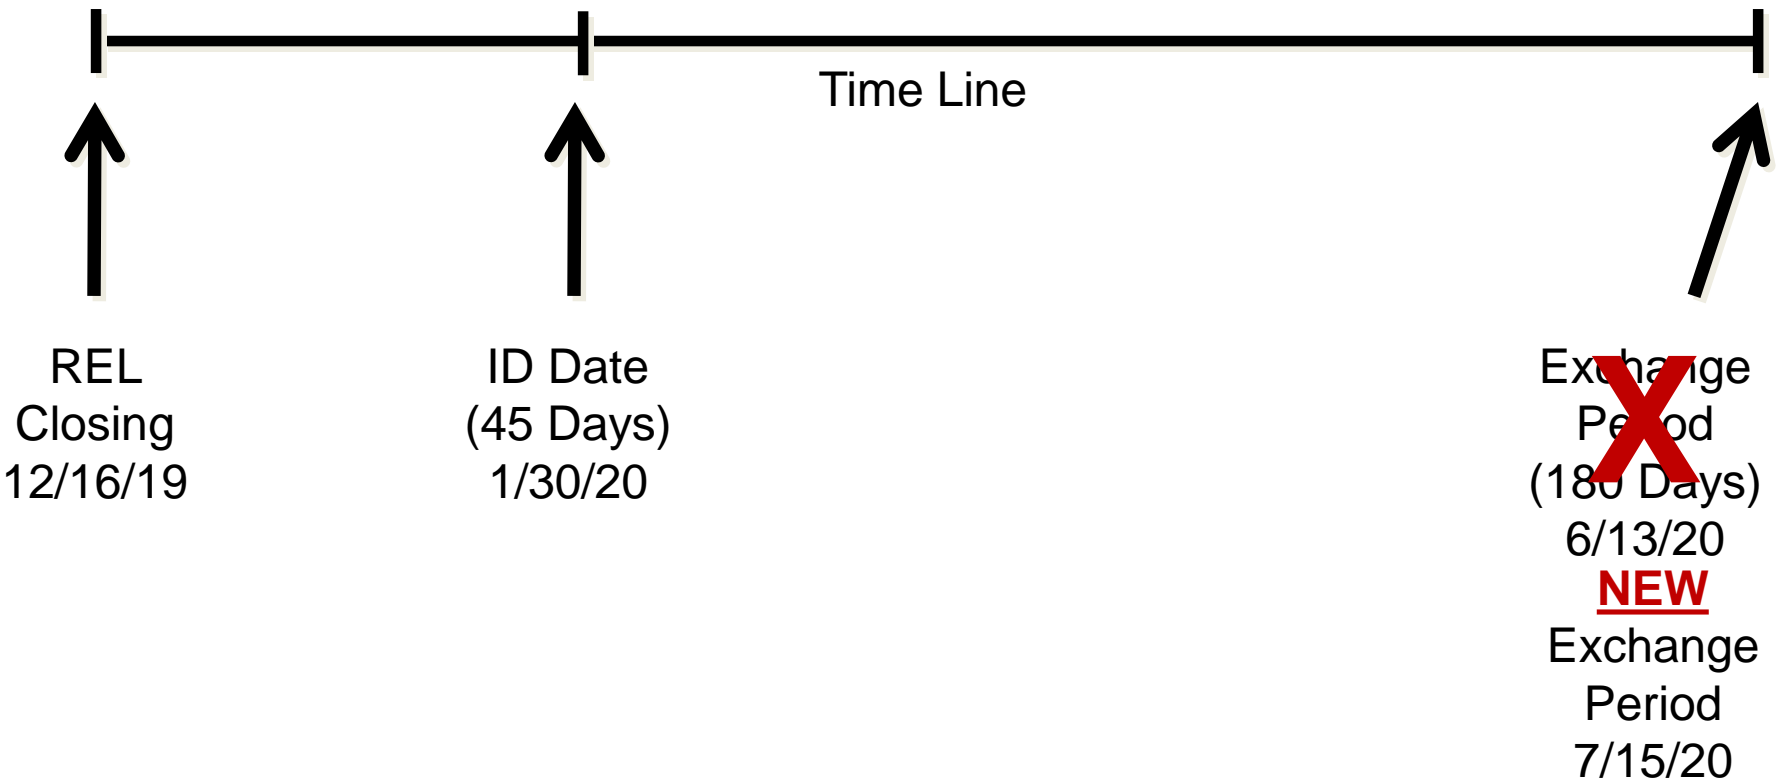 Time Line
REL
Closing
12/16/19
ID Date
(45 Days)
1/30/20
Exchange
Period
(180 Days)
6/13/20
X
NEW
Exchange
Period
7/15/20